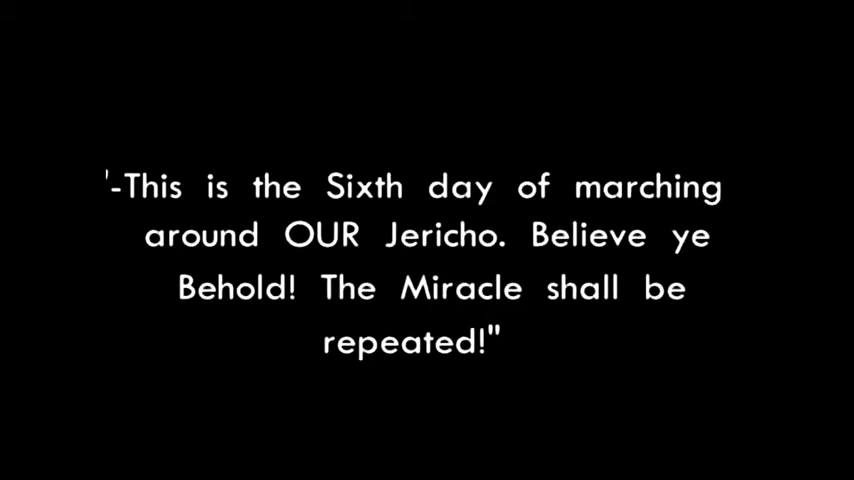 "-This is the Sixth day of marching
around OUR Jericho. Believe ye
Behold! The Miracle shall be
repeated!"